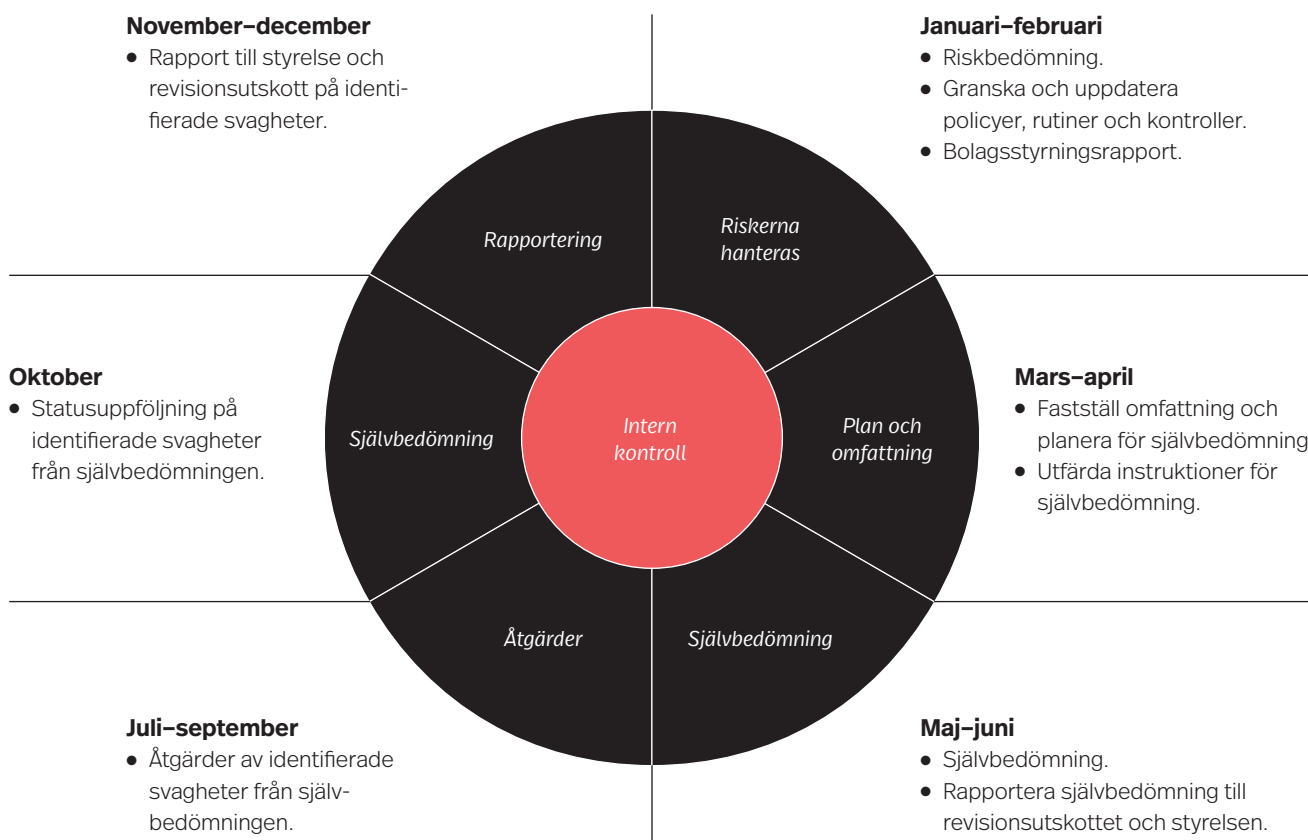 November–december
• Rapport till styrelse och
revisionsutskott på identi-
fierade svagheter.
Januari–februari
• Riskbedömning.
• Granska och uppdatera
policyer, rutiner och kontroller.
• Bolagsstyrningsrapport.
Rapportering
Riskerna
hanteras
Oktober
• Statusuppföljning på
identifierade svagheter
från självbedömningen.
Självbedömning
Intern
kontroll
Plan och
omfattning
Mars–april
• Fastställ omfattning och
planera för självbedömning
• Utfärda instruktioner för
självbedömning.
Åtgärder
Självbedömning
Juli–september
• Åtgärder av identifierade
svagheter från själv-
bedömningen.
Maj–juni
• Självbedömning.
• Rapportera självbedömning till
revisionsutskottet och styrelsen.